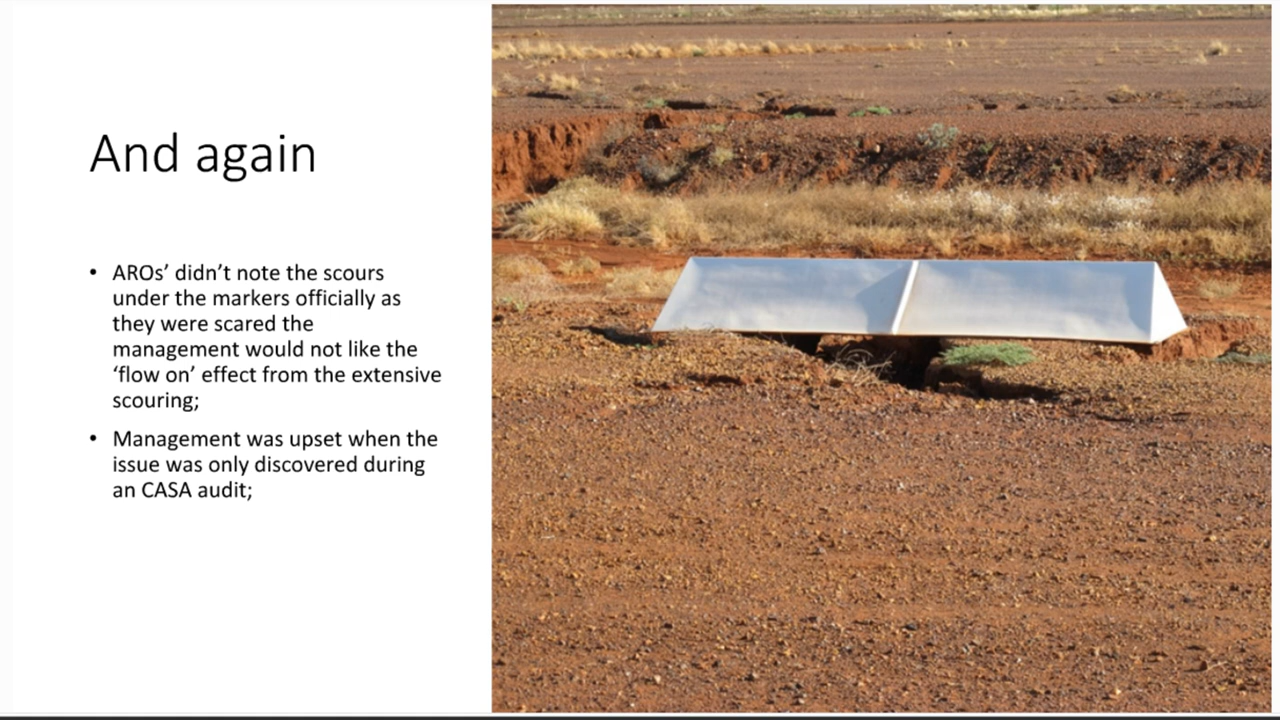 And again
• AROs’ didn’t note the scours
under the markers officially as
they were scared the
management would not like the
‘flow on’ effect from the extensive
scouring;
• Management was upset when the
issue was only discovered during
an CASA audit;